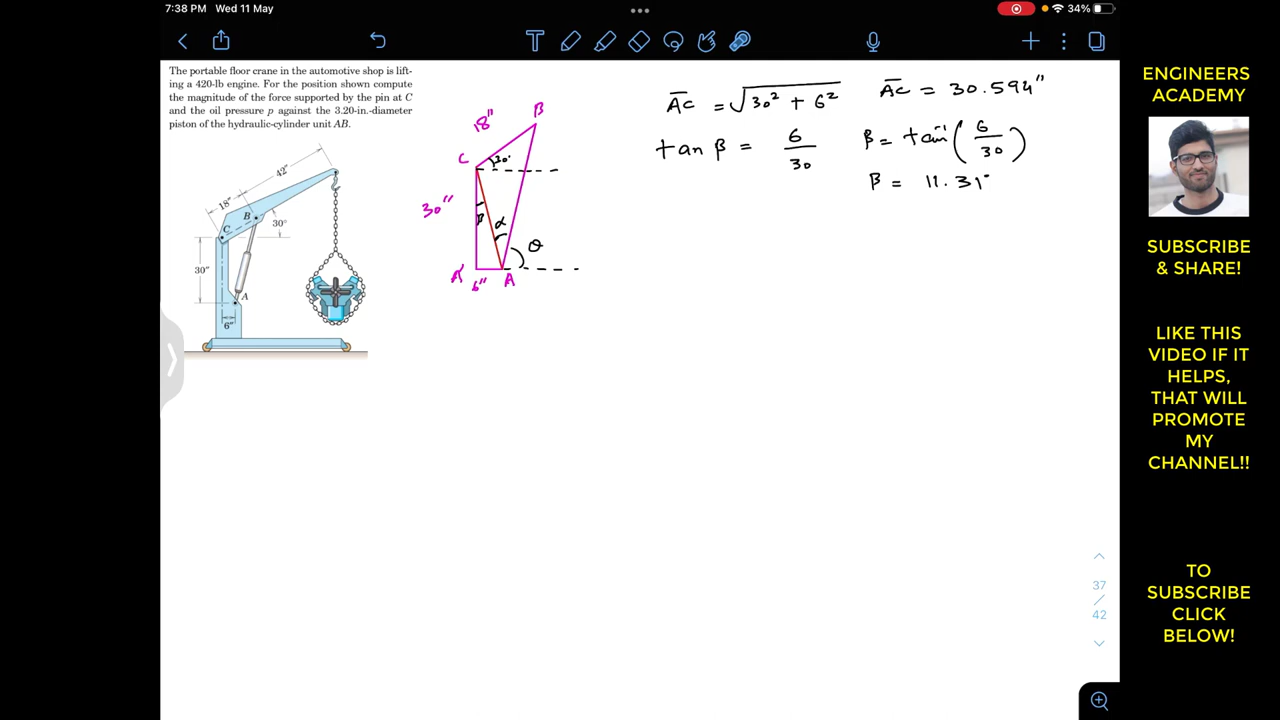 7:38 PM Wed 11 May
34%
The portable floor crane in the automotive shop is lift-
ing a 420-lb engine. For the position shown compute
the magnitude of the force supported by the pin at C
and the oil pressure p against the 3.20-in.-diameter
piston of the hydraulic-cylinder unit AB.
42"
18"
B
C
30°
30"
A
6"
18"
B
C
30°
30"
β
α
θ
A'
6"
A
AC = √30² + 6²
AC = 30.594"
tan β = 6/30
β = tan⁻¹(6/30)
β = 11.31°
37
/
42
ENGINEERS
ACADEMY
SUBSCRIBE
& SHARE!
LIKE THIS
VIDEO IF IT
HELPS,
THAT WILL
PROMOTE
MY
CHANNEL!!
TO
SUBSCRIBE
CLICK
BELOW!